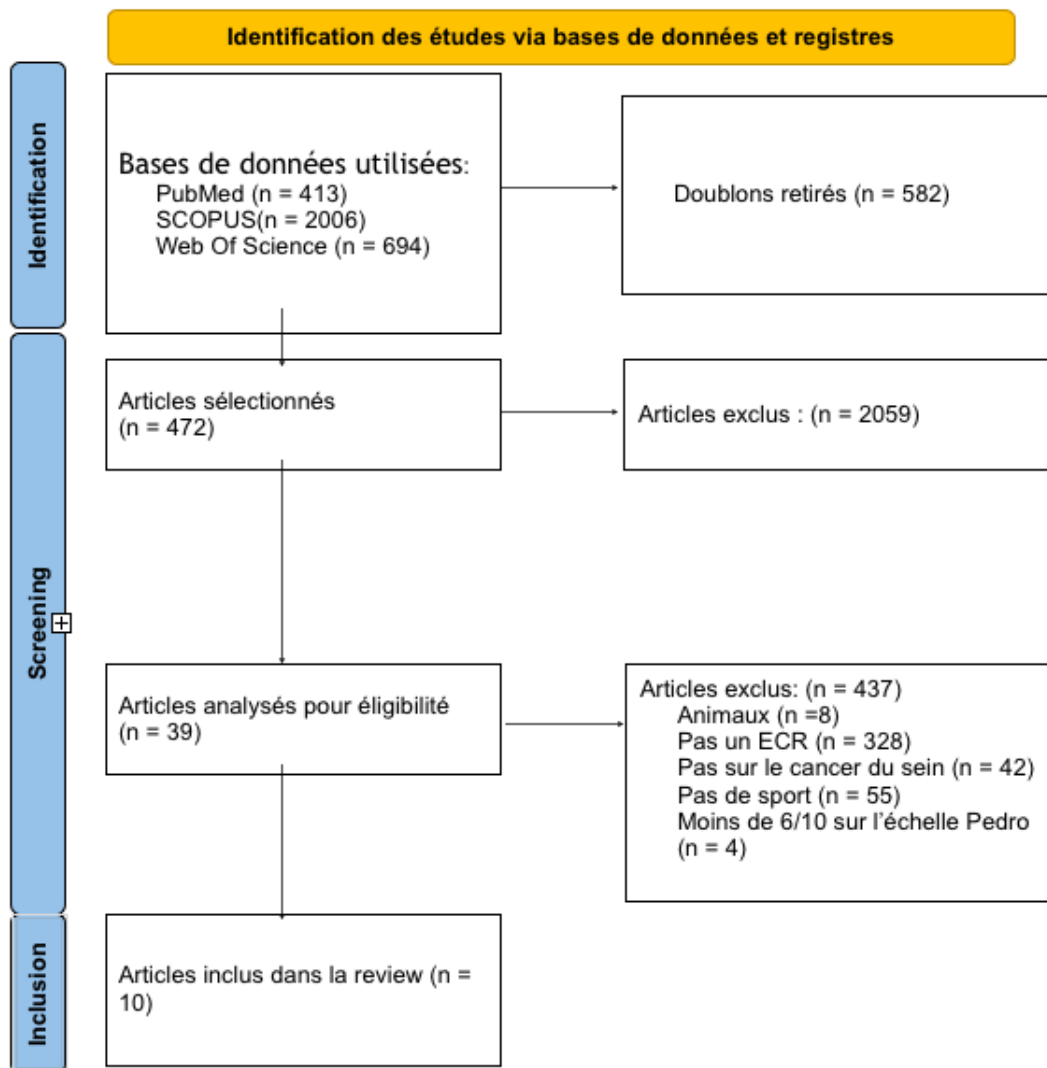 Identification des études via bases de données et registres
Identification
Bases de données utilisées:
PubMed (n = 413)
SCOPUS(n = 2006)
Web Of Science (n = 694)
Doublons retirés (n = 582)
Screening
Articles sélectionnés
(n = 472)
Articles exclus : (n = 2059)
Articles analysés pour éligibilité
(n = 39)
Articles exclus: (n = 437)
Animaux (n =8)
Pas un ECR (n = 328)
Pas sur le cancer du sein (n = 42)
Pas de sport (n = 55)
Moins de 6/10 sur l'échelle Pedro
(n = 4)
Inclusion
Articles inclus dans la review (n =
10)